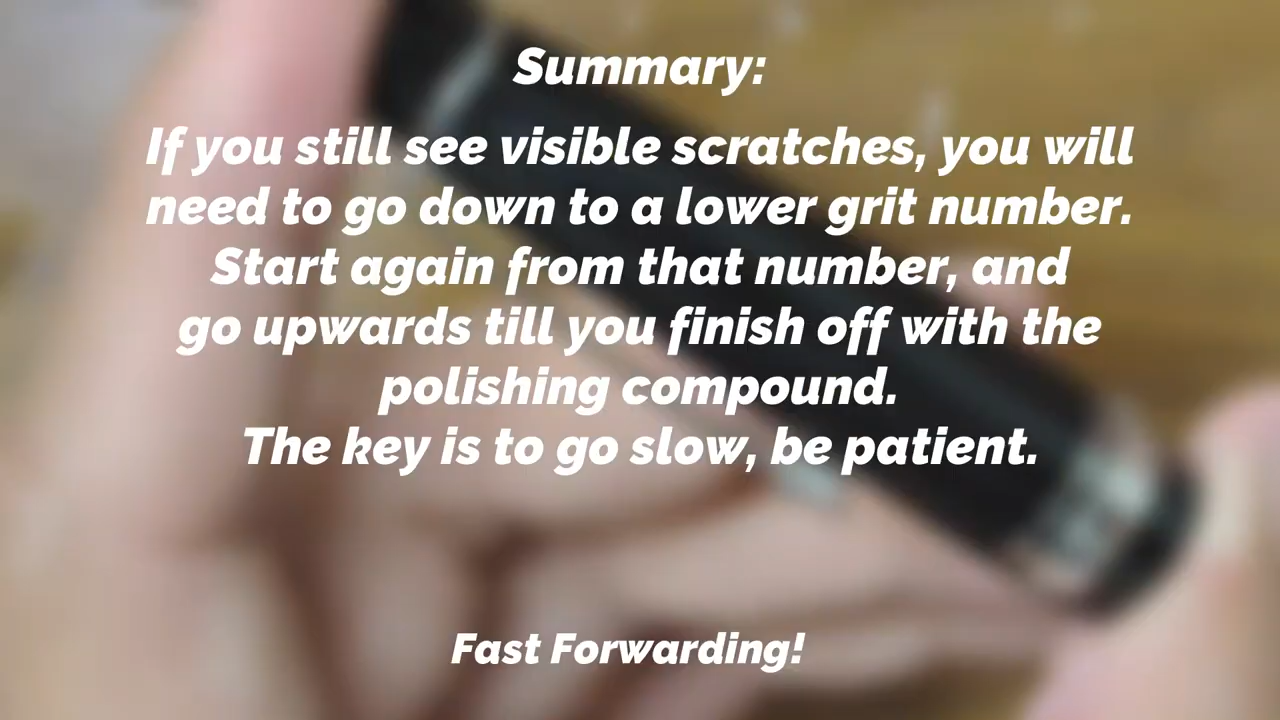 Summary:
If you still see visible scratches, you will
need to go down to a lower grit number.
Start again from that number, and
go upwards till you finish off with the
polishing compound.
The key is to go slow, be patient.
Fast Forwarding!